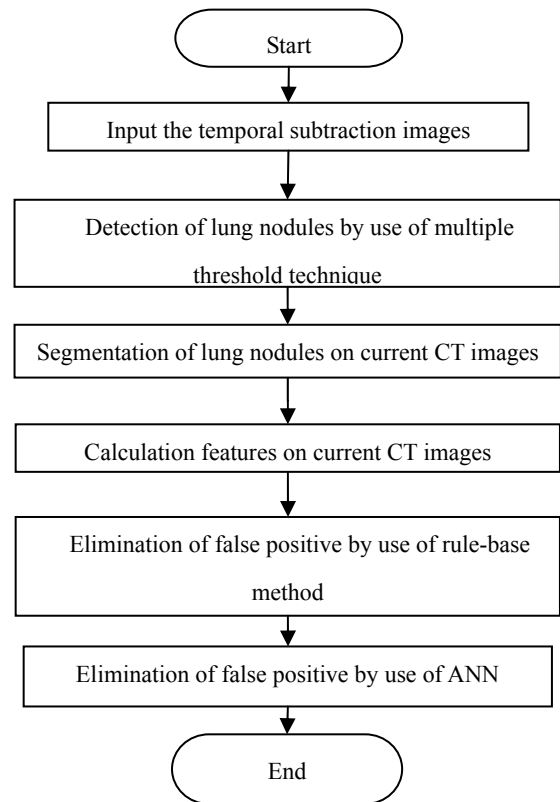 Start
Input the temporal subtraction images
Detection of lung nodules by use of multiple
threshold technique
Segmentation of lung nodules on current CT images
Calculation features on current CT images
Elimination of false positive by use of rule-base
method
Elimination of false positive by use of ANN
End